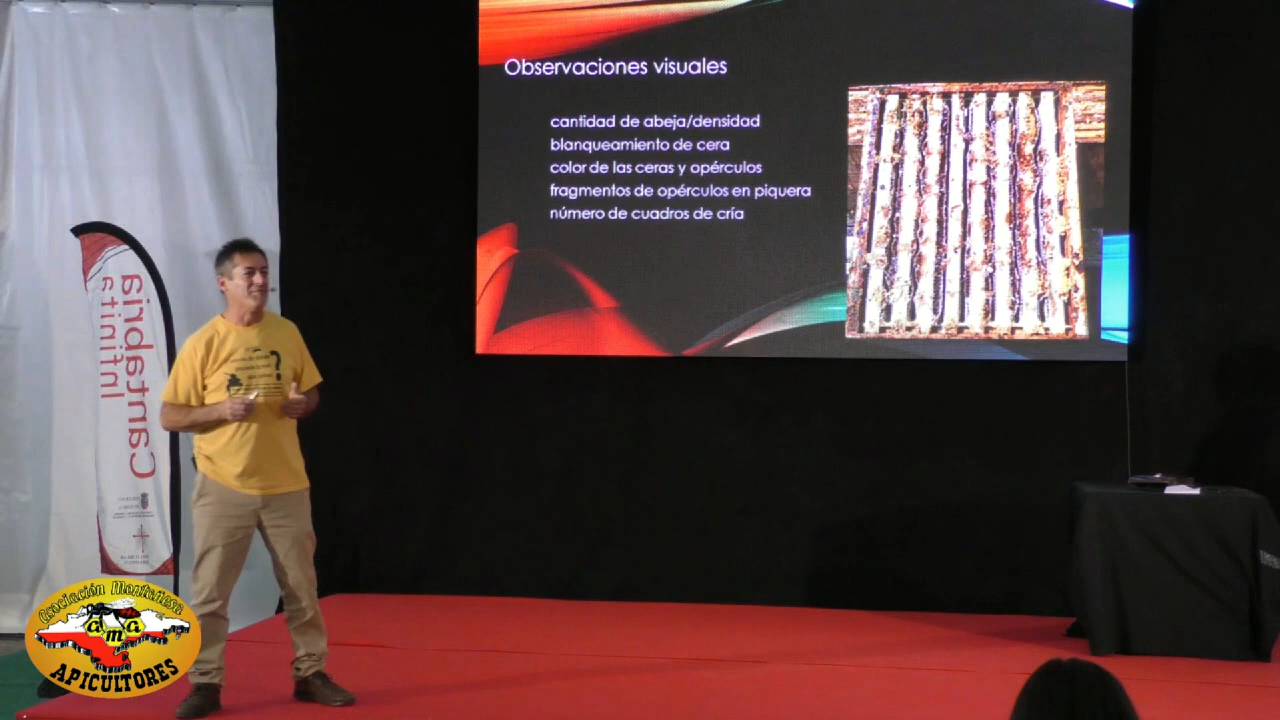 Observaciones visuales
cantidad de abeja/densidad
blanqueamiento de cera
color de las ceras y opérculos
fragmentos de opérculos en piquera
número de cuadros de cría
Cantabria
Infinita
?
Asociación Montañesa
ama
APICULTORES